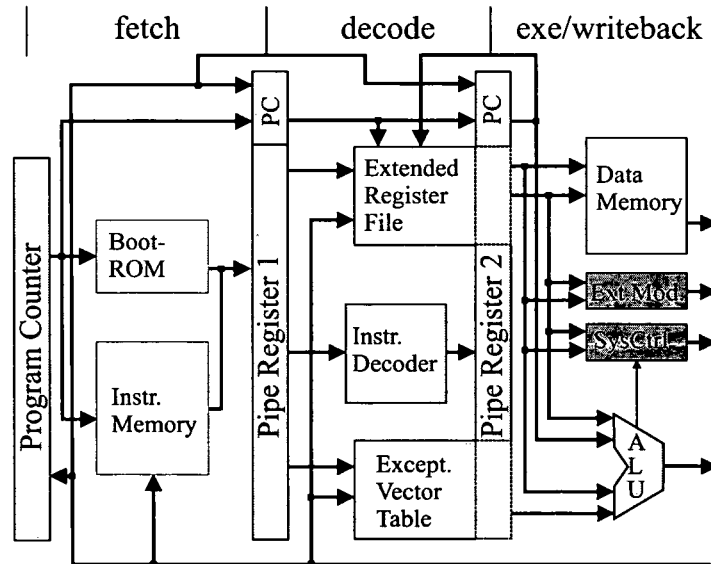 fetch
decode
exe/writeback
PC
PC
Program Counter
Boot-
ROM
Instr.
Memory
Pipe Register 1
Extended
Register
File
Instr.
Decoder
Except.
Vector
Table
Pipe Register 2
Data
Memory
Ext Mod.
SysCtrl.
A
L
U